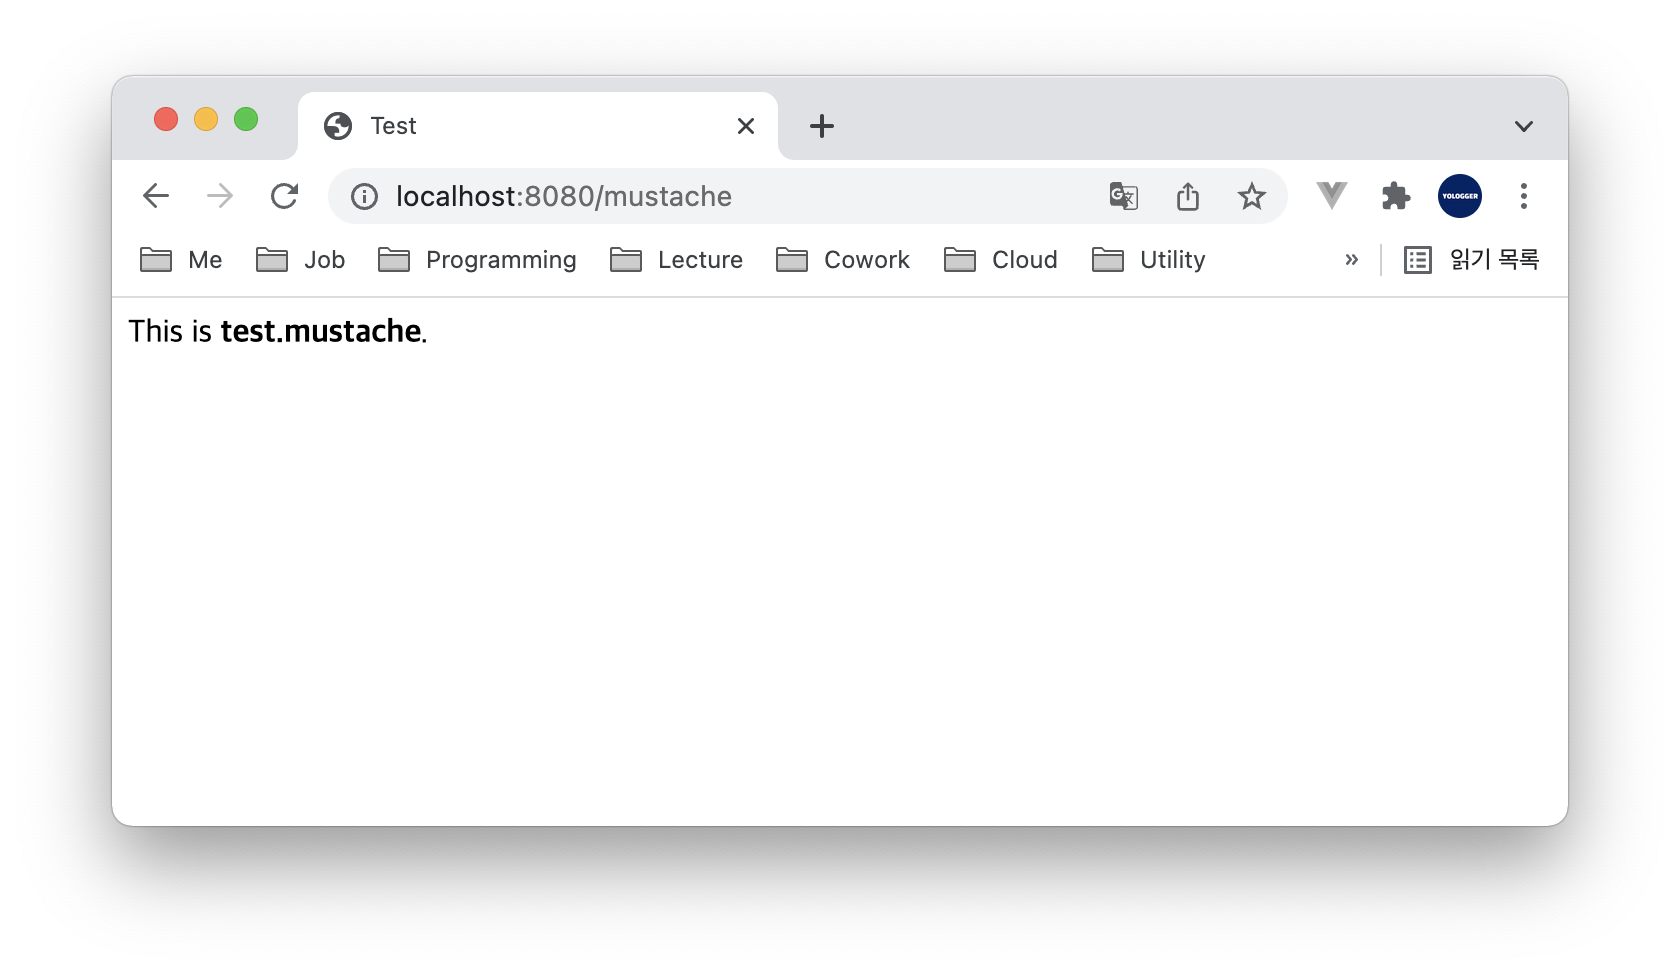 Test
localhost:8080/mustache
YOLOGGER
Me Job Programming Lecture Cowork Cloud Utility » 읽기 목록
This is test.mustache.